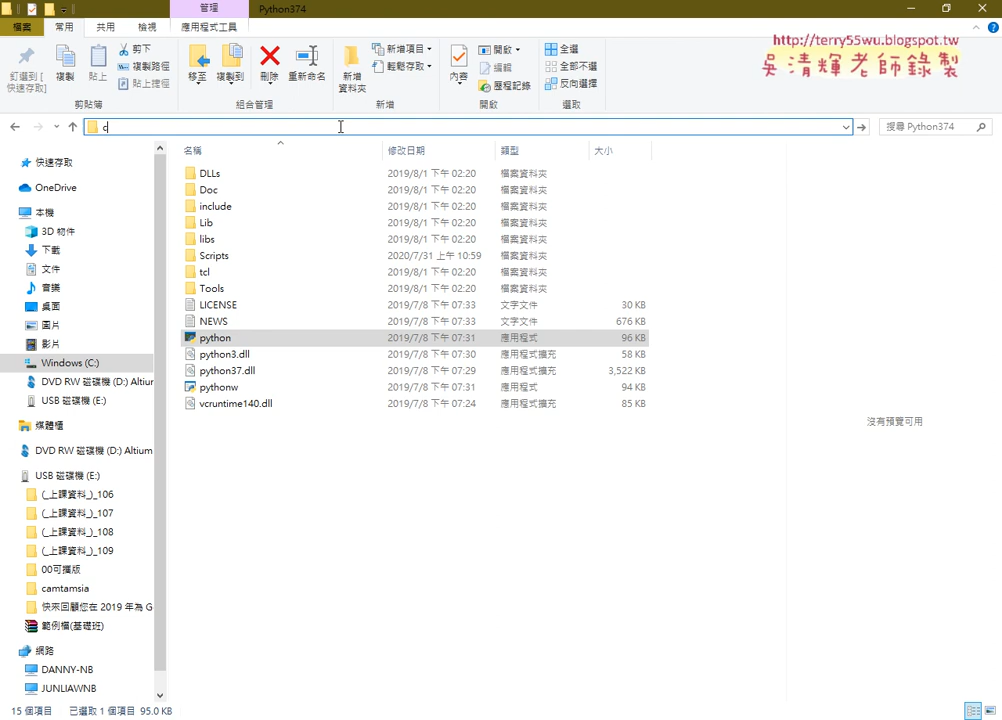 管理
Python374
檔案
常用
共用
檢視
應用程式工具
釘選到 [
快速存取]
複製
貼上
剪下
複製路徑
貼上捷徑
剪貼簿
移至
複製到
刪除
重新命名
組合管理
新增
資料夾
新增項目
輕鬆存取
新增
內容
開啟
編輯
歷程記錄
開啟
全選
全部不選
反向選擇
選取
http://terry55wu.blogspot.tw
吳清輝老師錄製
c
搜尋 Python374
快速存取
OneDrive
本機
3D 物件
下載
文件
音樂
桌面
圖片
影片
Windows (C:)
DVD RW 磁碟機 (D:) Altiur
USB 磁碟機 (E:)
媒體櫃
DVD RW 磁碟機 (D:) Altium
USB 磁碟機 (E:)
(_上課資料_)_106
(_上課資料_)_107
(_上課資料_)_108
(_上課資料_)_109
00可攜版
camtamsia
快來回顧您在 2019 年為 G
範例檔(基礎班)
網路
DANNY-NB
JUNLIAWNB
名稱 修改日期 類型 大小
DLLs 2019/8/1 下午 02:20 檔案資料夾
Doc 2019/8/1 下午 02:20 檔案資料夾
include 2019/8/1 下午 02:20 檔案資料夾
Lib 2019/8/1 下午 02:20 檔案資料夾
libs 2019/8/1 下午 02:20 檔案資料夾
Scripts 2020/7/31 上午 10:59 檔案資料夾
tcl 2019/8/1 下午 02:20 檔案資料夾
Tools 2019/8/1 下午 02:20 檔案資料夾
LICENSE 2019/7/8 下午 07:33 文字文件 30 KB
NEWS 2019/7/8 下午 07:33 文字文件 676 KB
python 2019/7/8 下午 07:31 應用程式 96 KB
python3.dll 2019/7/8 下午 07:30 應用程式擴充 58 KB
python37.dll 2019/7/8 下午 07:29 應用程式擴充 3,522 KB
pythonw 2019/7/8 下午 07:31 應用程式 94 KB
vcruntime140.dll 2019/7/8 下午 07:24 應用程式擴充 85 KB
沒有預覽可用
15 個項目 已選取 1 個項目 95.0 KB